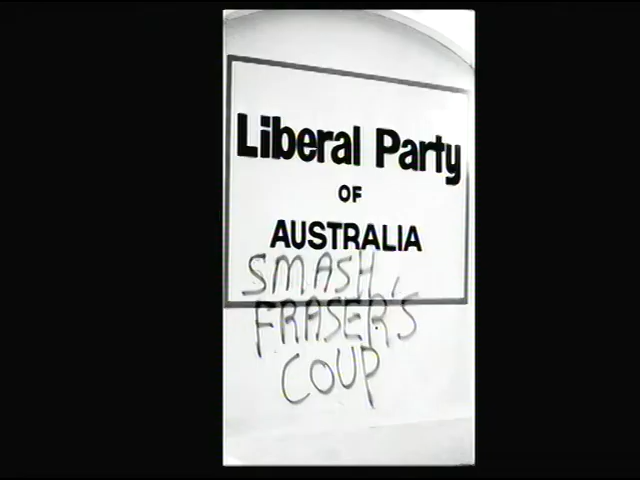 Liberal Party
OF
AUSTRALIA
SMASH
FRASER'S
COUP